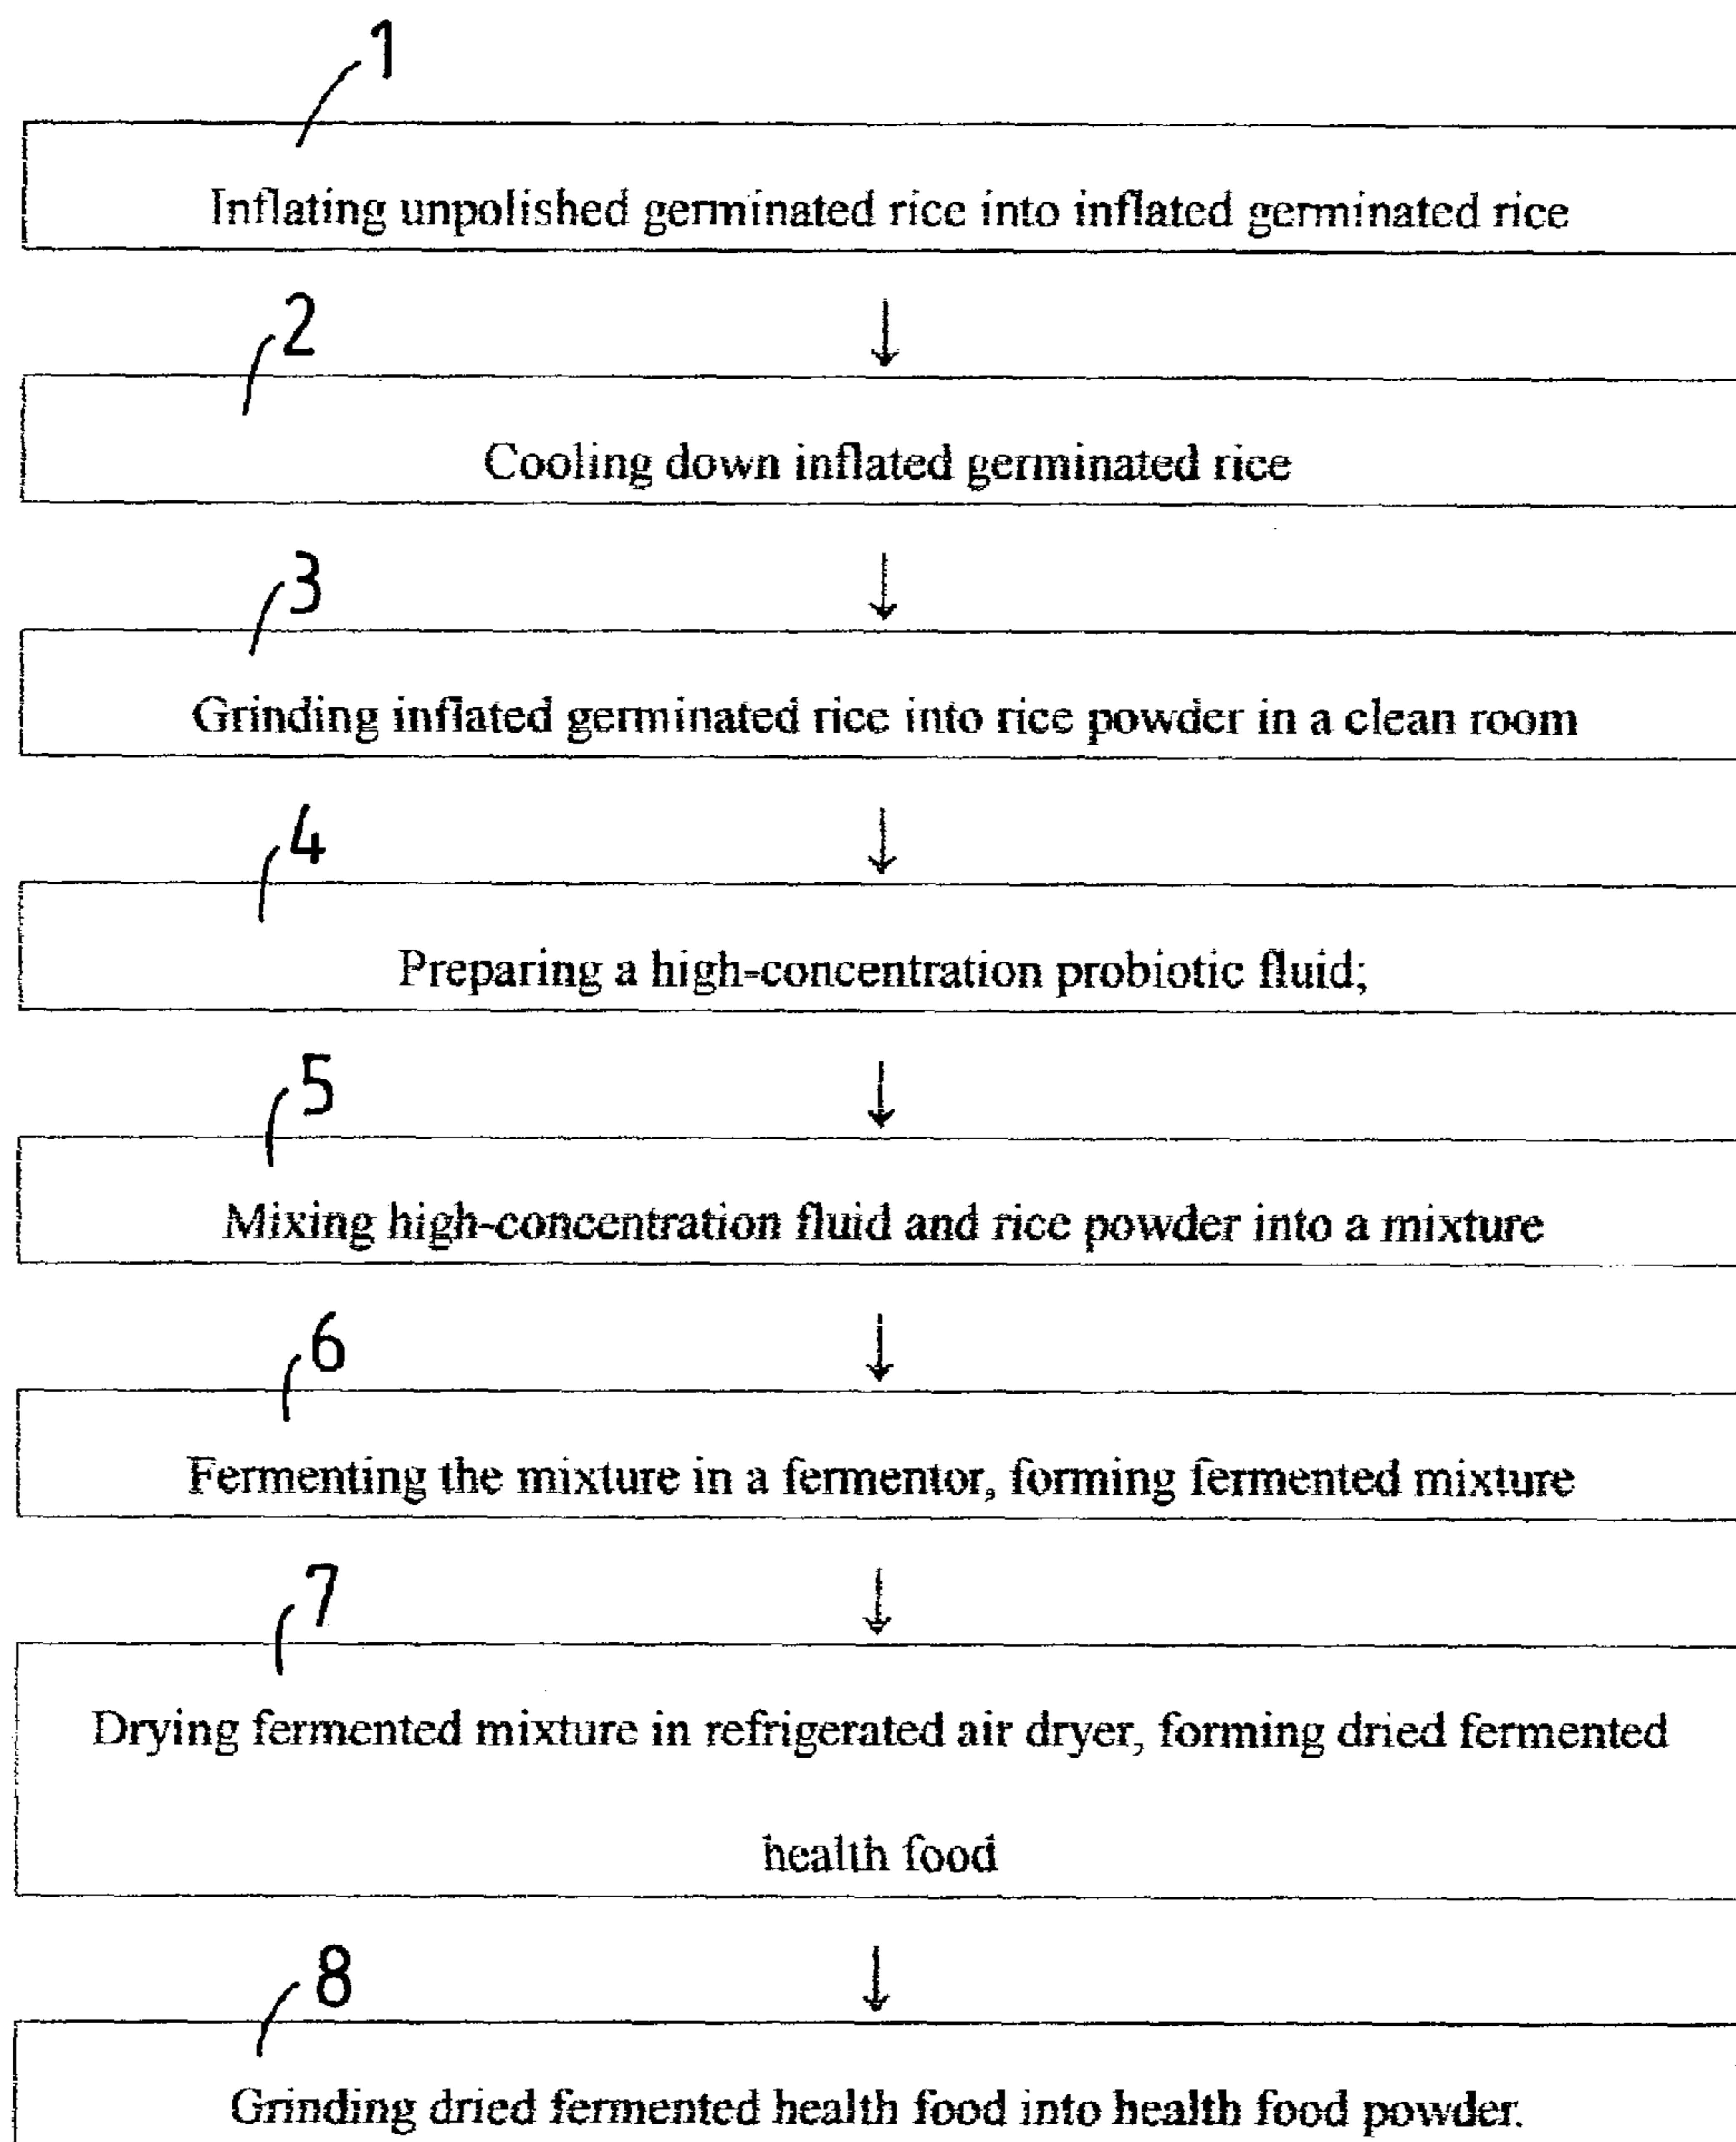 1
Inflating unpolished germinated rice into inflated germinated rice
2
Cooling down inflated germinated rice
3
Grinding inflated germinated rice into rice powder in a clean room
4
Preparing a high-concentration probiotic fluid;
5
Mixing high-concentration fluid and rice powder into a mixture
6
Fermenting the mixture in a fermentor, forming fermented mixture
7
Drying fermented mixture in refrigerated air dryer, forming dried fermented
health food
8
Grinding dried fermented health food into health food powder.